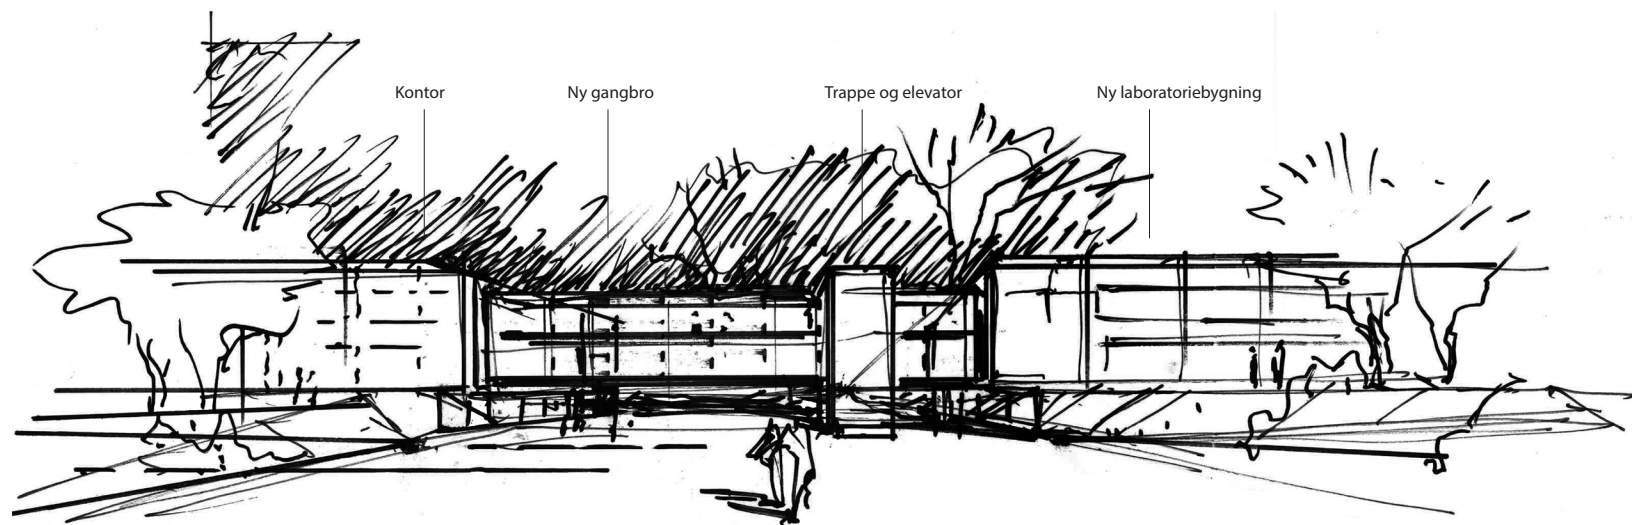 Kontor
Ny gangbro
Trappe og elevator
Ny laboratoriebygning